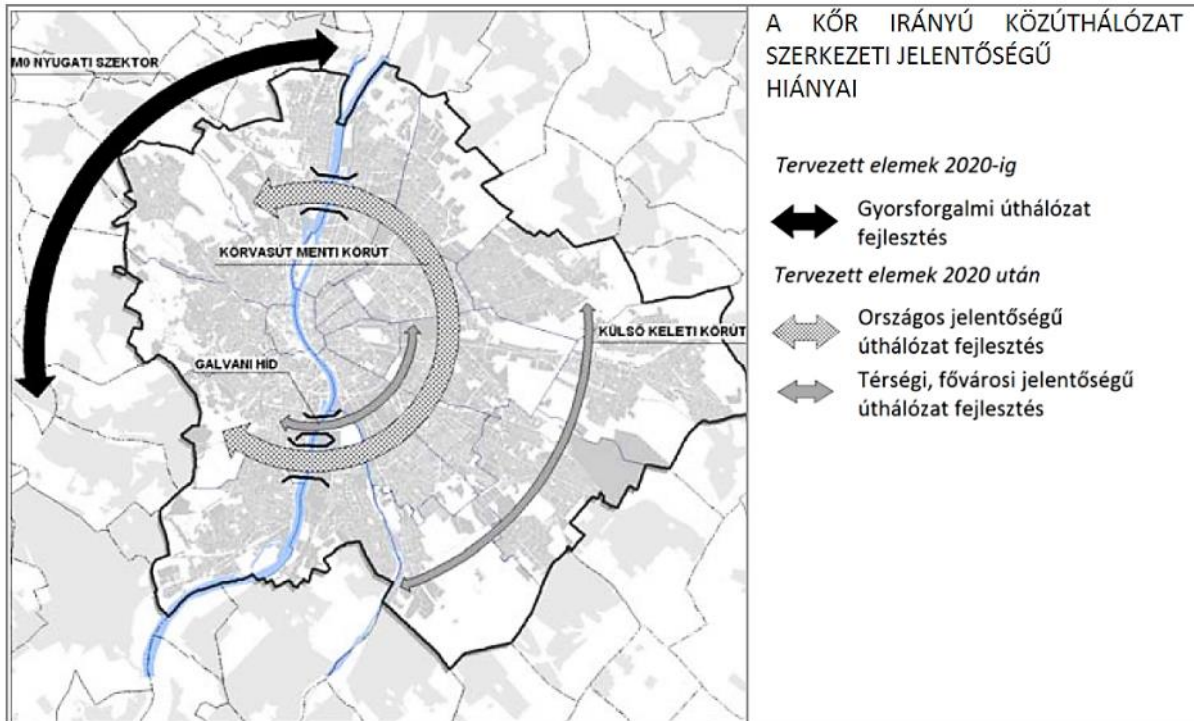 A KŐR IRÁNYÚ KÖZÚTHÁLÓZAT
SZERKEZETI JELENTŐSÉGŰ
HIÁNYAI
Tervezett elemek 2020-ig
Gyorsforgalmi úthálózat
fejlesztés
Tervezett elemek 2020 után
Országos jelentőségű
úthálózat fejlesztés
Térségi, fővárosi jelentőségű
úthálózat fejlesztés
M0 NYUGATI SZEKTOR
KÖRVASÚT MENTI KÖRÚT
KÜLSŐ KELETI KÖRÚT
GALVANI HÍD